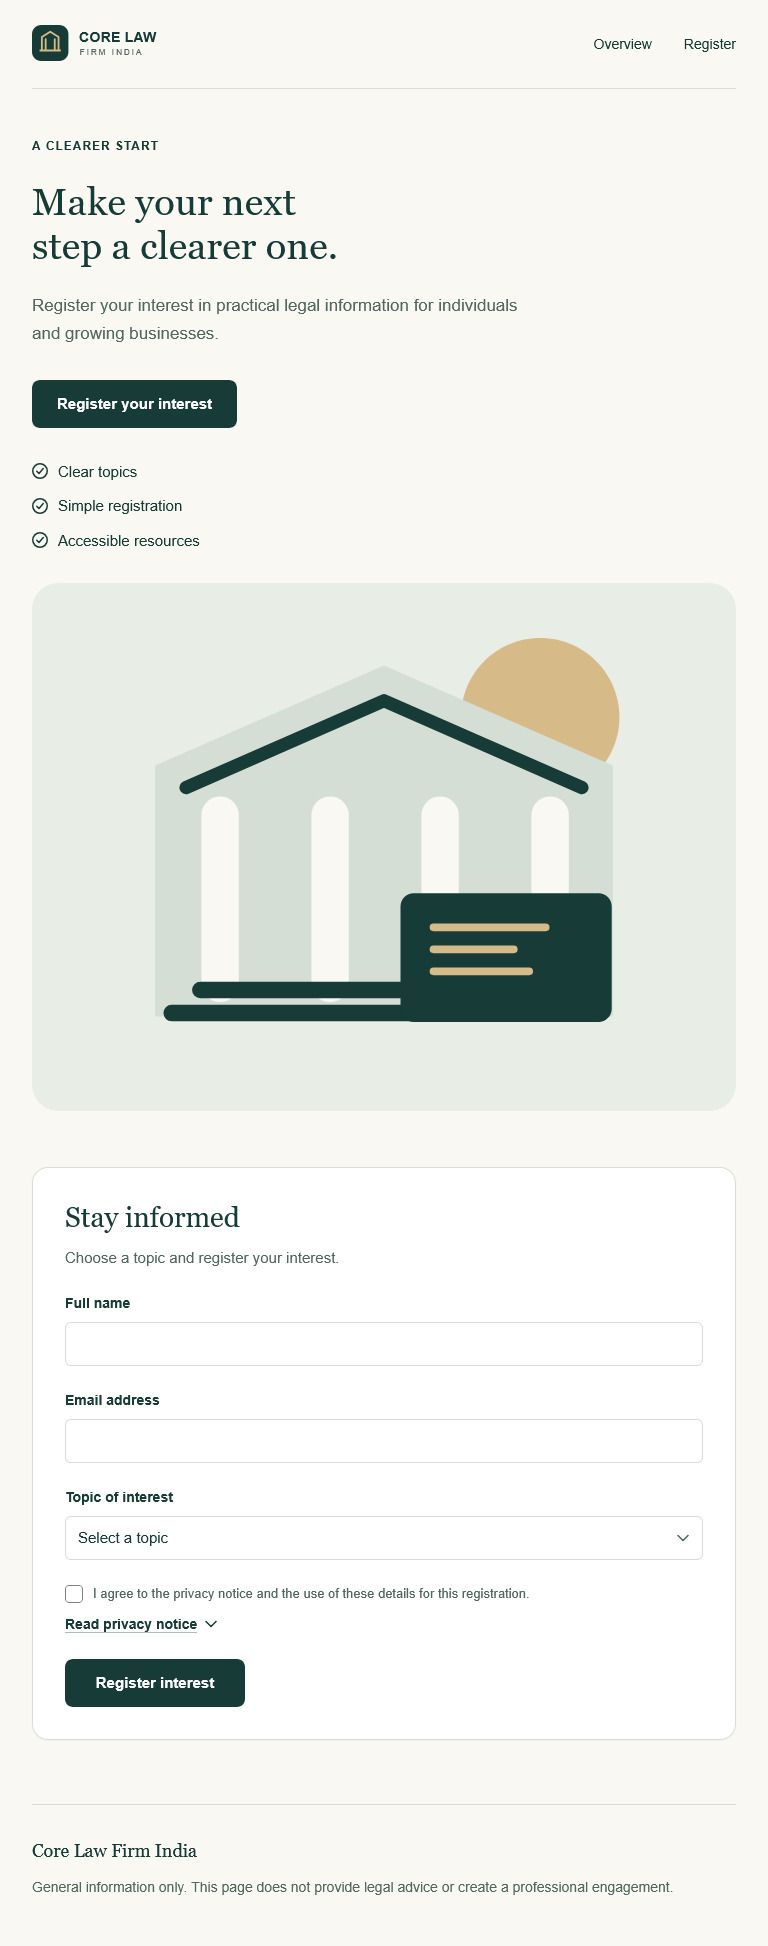 CORE LAW
FIRM INDIA
Overview
Register
A CLEARER START
Make your next
step a clearer one.
Register your interest in practical legal information for individuals
and growing businesses.
Register your interest
Clear topics
Simple registration
Accessible resources
Stay informed
Choose a topic and register your interest.
Full name
Email address
Topic of interest
Select a topic
I agree to the privacy notice and the use of these details for this registration.
Read privacy notice
Register interest
Core Law Firm India
General information only. This page does not provide legal advice or create a professional engagement.